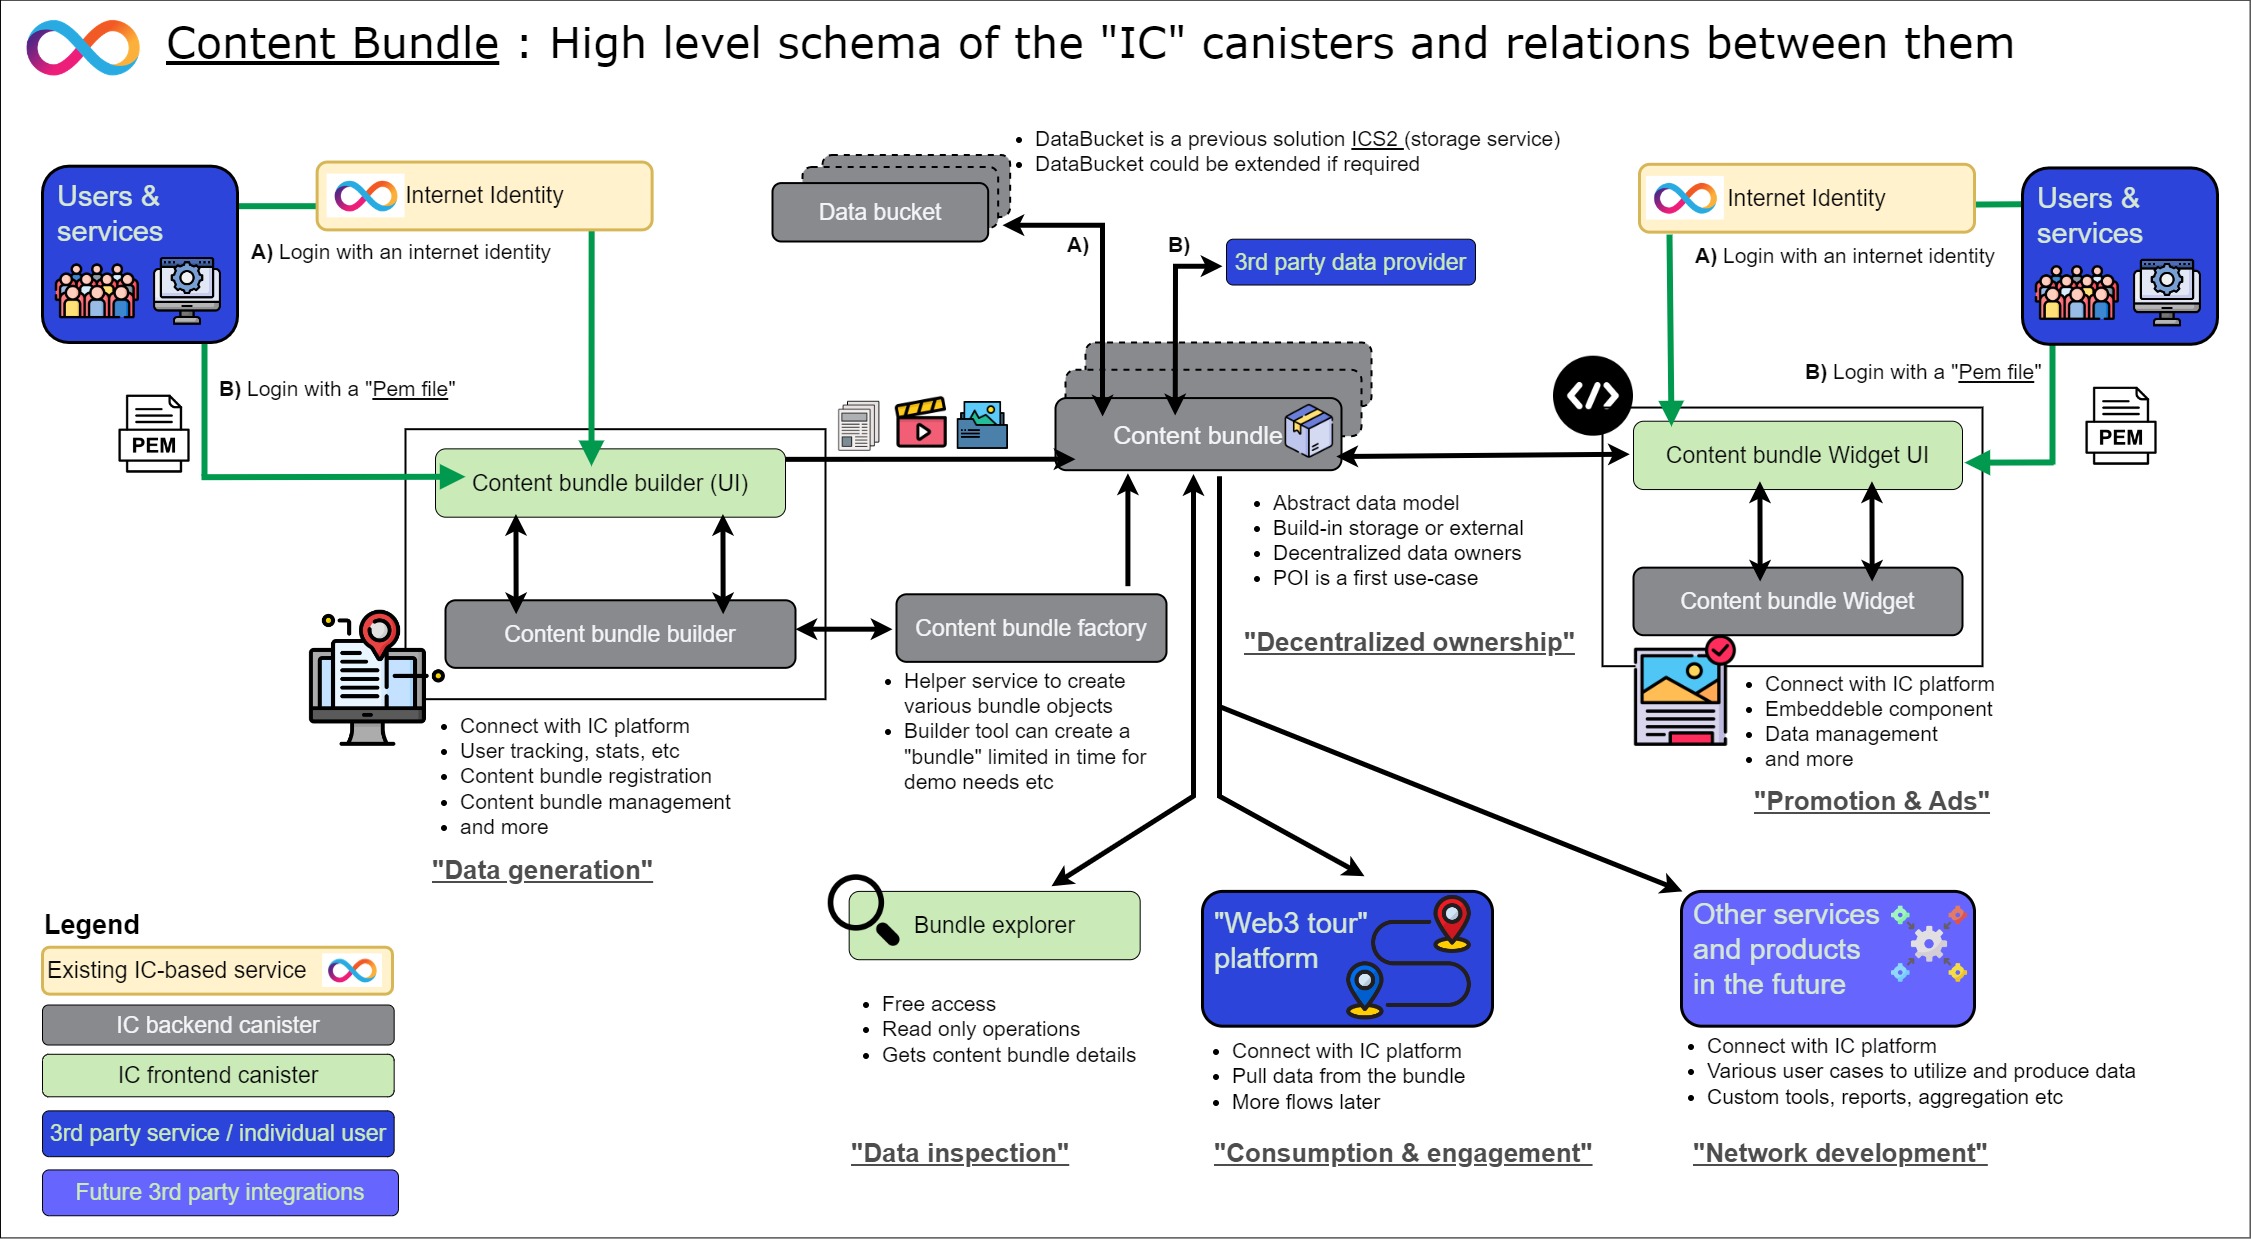 Content Bundle : High level schema of the "IC" canisters and relations between them
Users &
services
Internet Identity
A) Login with an internet identity
B) Login with a "Pem file"
PEM
Data bucket
• DataBucket is a previous solution ICS2 (storage service)
• DataBucket could be extended if required
A)
B)
3rd party data provider
Internet Identity
Users &
services
A) Login with an internet identity
B) Login with a "Pem file"
PEM
Content bundle builder (UI)
Content bundle
</>
Content bundle Widget UI
Content bundle builder
Content bundle factory
• Abstract data model
• Build-in storage or external
• Decentralized data owners
• POI is a first use-case
"Decentralized ownership"
Content bundle Widget
• Connect with IC platform
• User tracking, stats, etc
• Content bundle registration
• Content bundle management
• and more
"Data generation"
• Helper service to create
various bundle objects
• Builder tool can create a
"bundle" limited in time for
demo needs etc
• Connect with IC platform
• Embeddeble component
• Data management
• and more
"Promotion & Ads"
Legend
Existing IC-based service
IC backend canister
IC frontend canister
3rd party service / individual user
Future 3rd party integrations
Bundle explorer
• Free access
• Read only operations
• Gets content bundle details
"Data inspection"
"Web3 tour"
platform
• Connect with IC platform
• Pull data from the bundle
• More flows later
"Consumption & engagement"
Other services
and products
in the future
• Connect with IC platform
• Various user cases to utilize and produce data
• Custom tools, reports, aggregation etc
"Network development"